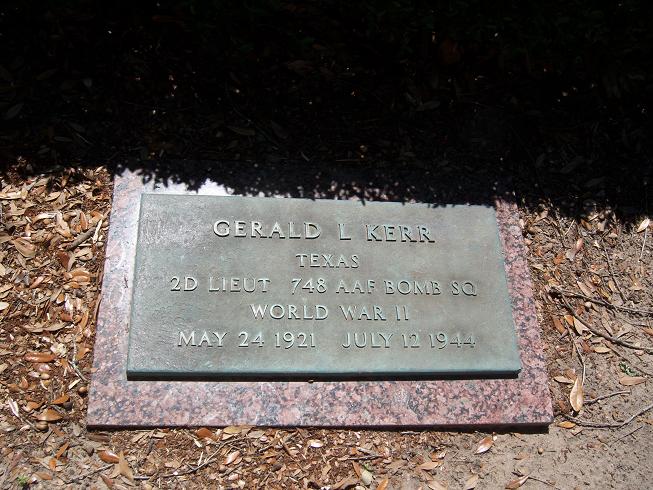 GERALD L KERR
TEXAS
2D LIEUT 748 AAF BOMB SQ
WORLD WAR II
MAY 24 1921 JULY 12 1944